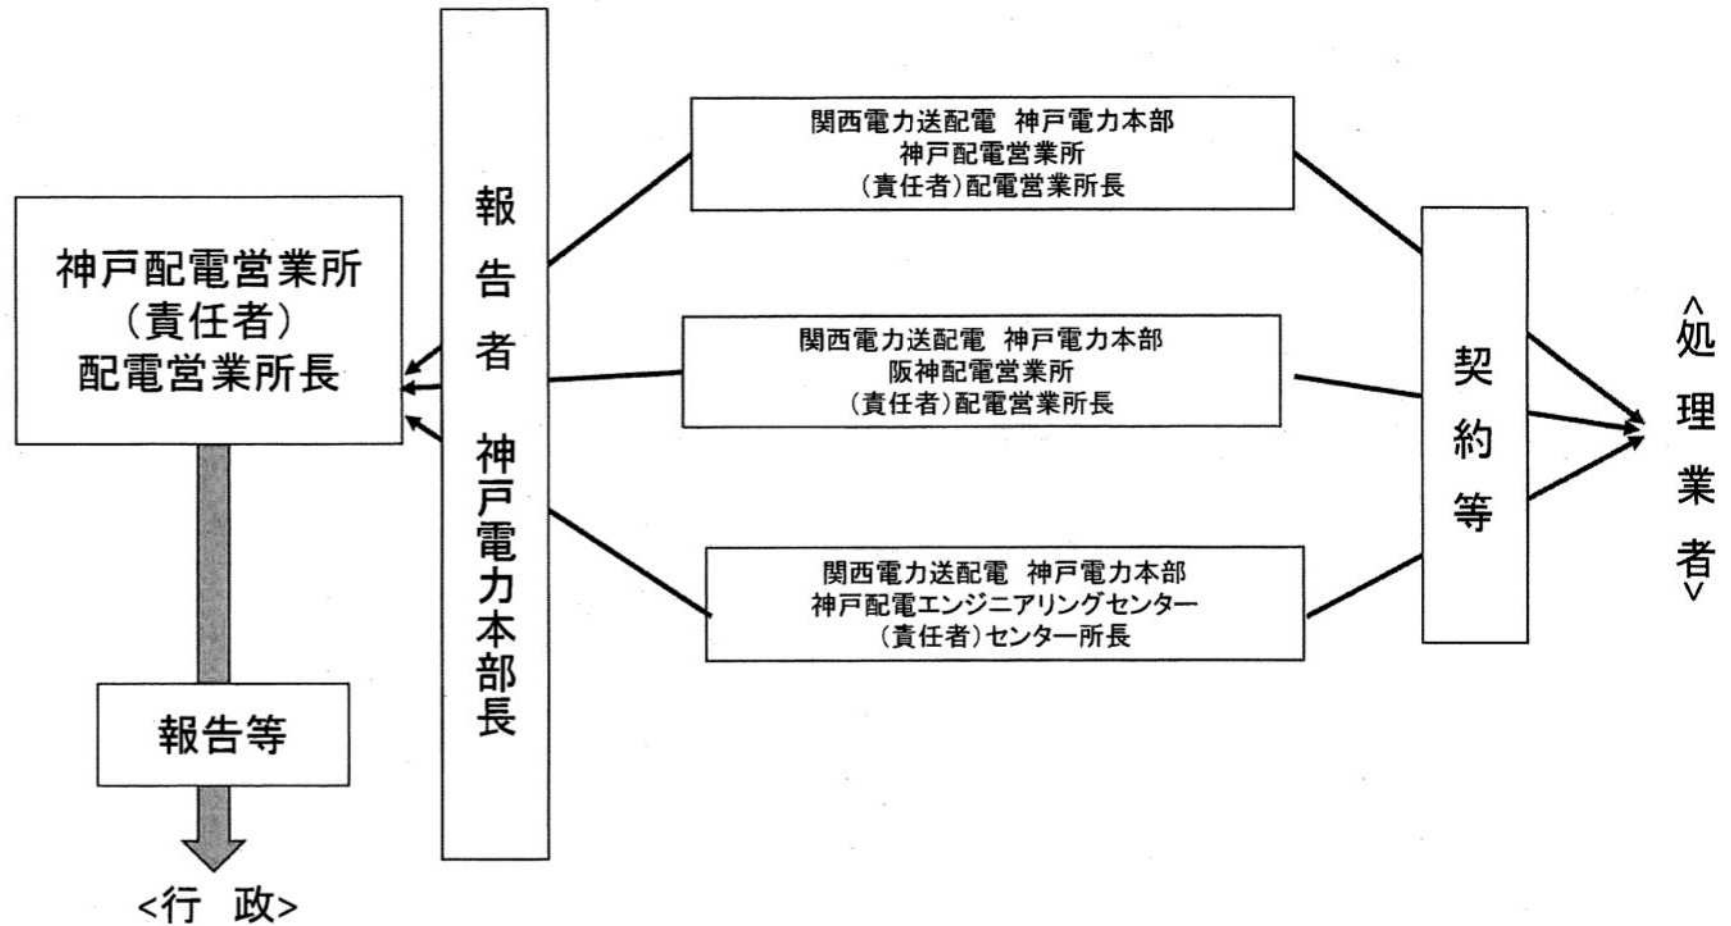 神戸配電営業所
（責任者）
配電営業所長
報告等
<行 政>
報告者 神戸電力本部長
関西電力送配電 神戸電力本部
神戸配電営業所
（責任者）配電営業所長
関西電力送配電 神戸電力本部
阪神配電営業所
（責任者）配電営業所長
関西電力送配電 神戸電力本部
神戸配電エンジニアリングセンター
（責任者）センター所長
契約等
<処理業者>